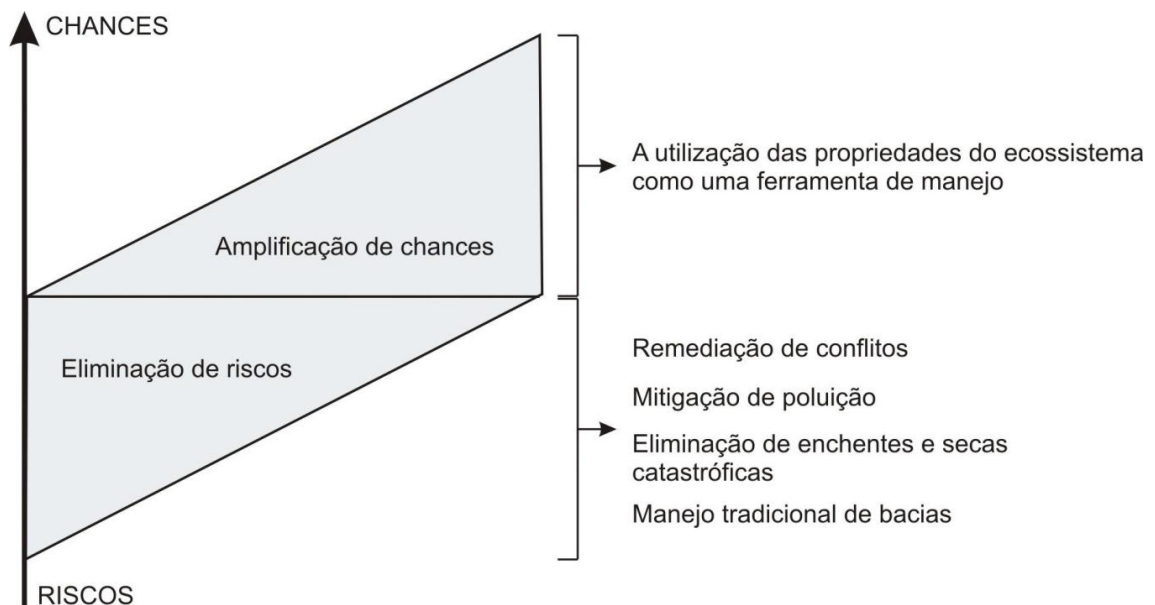 CHANCES
A utilização das propriedades do ecossistema
como uma ferramenta de manejo
Amplificação de chances
Eliminação de riscos
Remediação de conflitos
Mitigação de poluição
Eliminação de enchentes e secas
catastróficas
Manejo tradicional de bacias
RISCOS